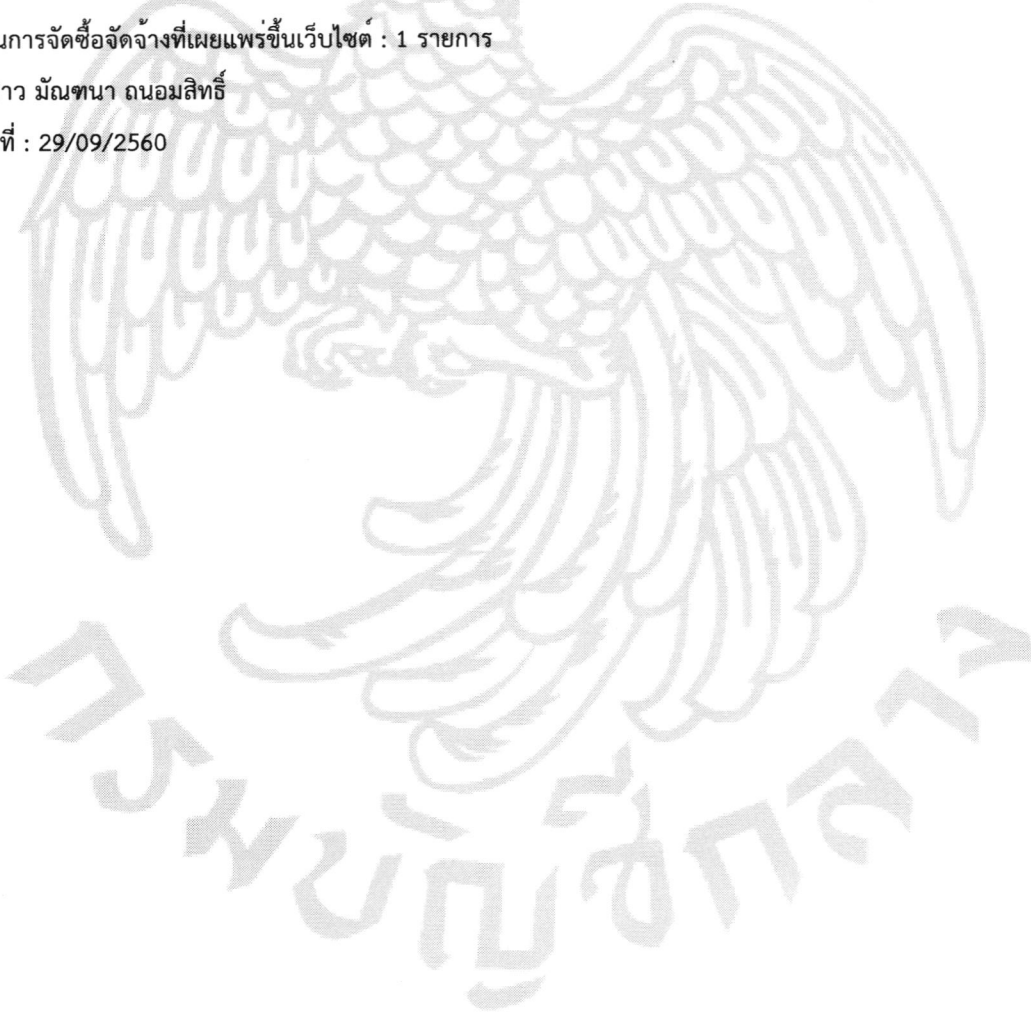 นการจัดซื้อจัดจ้างที่เผยแพร่ขึ้นเว็บไซต์ : 1 รายการ
าว มัณฑนา ถนอมสิทธิ์
ที่ : 29/09/2560
กรมบัญชีกลาง